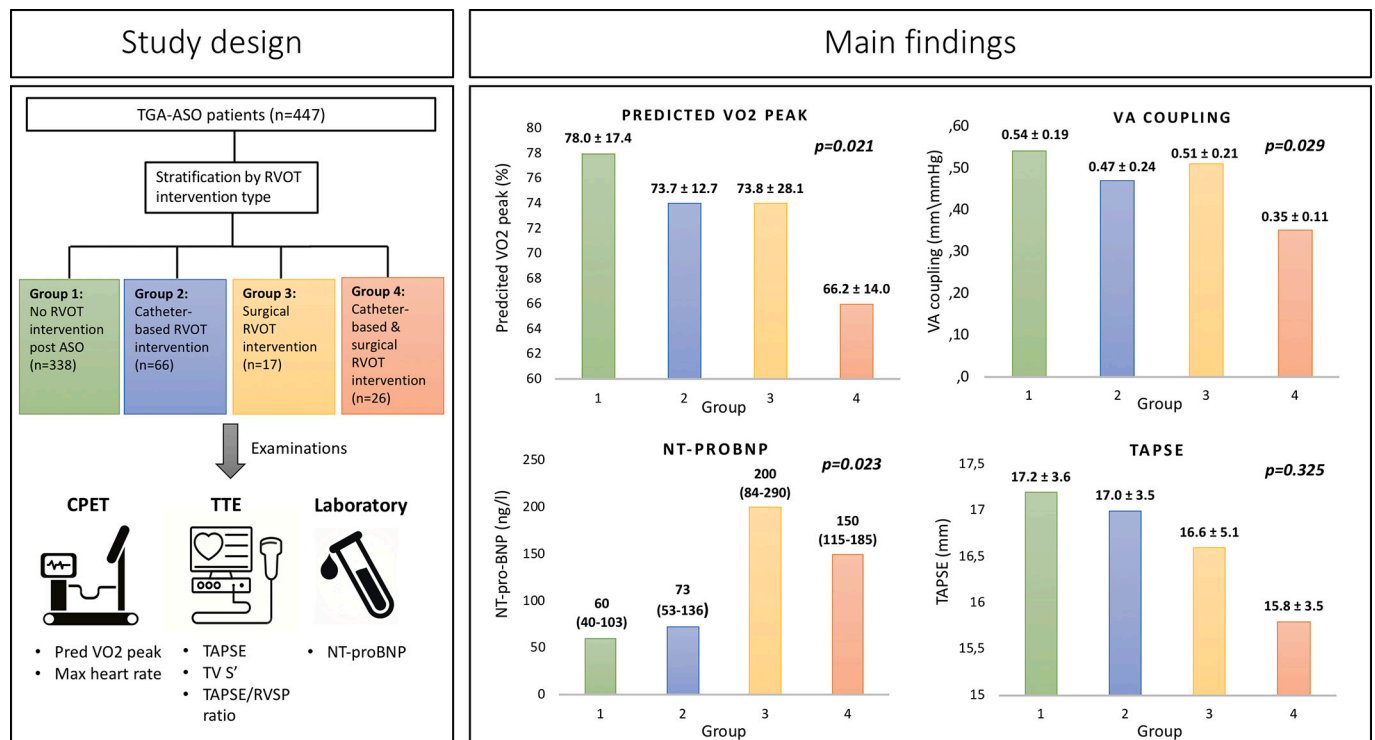 Study design
Main findings
TGA-ASO patients (n=447)
Stratification by RVOT
intervention type
Group 1:
No RVOT
intervention
post ASO
(n=338)
Group 2:
Catheter-
based RVOT
intervention
(n=66)
Group 3:
Surgical
RVOT
intervention
(n=17)
Group 4:
Catheter-
based &
surgical
RVOT
intervention
(n=26)
Examinations
CPET
TTE
Laboratory
• Pred VO2 peak
• Max heart rate
• TAPSE
• TV S’
• TAPSE/RVSP
ratio
• NT-proBNP
PREDICTED VO2 PEAK
p=0.021
Predcited VO2 peak (%)
80
78
76
74
72
70
68
66
64
62
60
78.0 ± 17.4
73.7 ± 12.7
73.8 ± 28.1
66.2 ± 14.0
1
2
3
4
Group
VA COUPLING
p=0.029
VA coupling (mm\mmHg)
,60
,50
,40
,30
,20
,10
,0
0.54 ± 0.19
0.47 ± 0.24
0.51 ± 0.21
0.35 ± 0.11
1
2
3
4
Group
NT-PROBNP
p=0.023
NT-pro-BNP (ng/l)
250
200
150
100
50
0
60
(40-103)
73
(53-136)
200
(84-290)
150
(115-185)
1
2
3
4
Group
TAPSE
p=0.325
TAPSE (mm)
17,5
17
16,5
16
15,5
15
17.2 ± 3.6
17.0 ± 3.5
16.6 ± 5.1
15.8 ± 3.5
1
2
3
4
Group